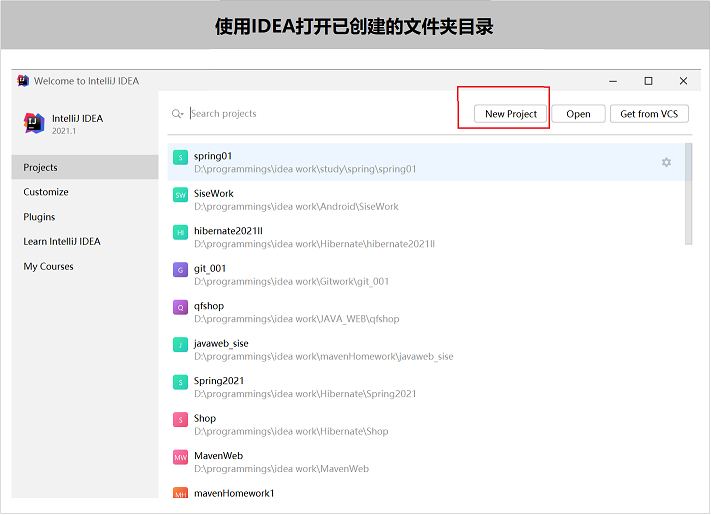 使用IDEA打开已创建的文件夹目录
Welcome to IntelliJ IDEA
IntelliJ IDEA
2021.1
Search projects
New Project
Open
Get from VCS
Projects
Customize
Plugins
Learn IntelliJ IDEA
My Courses
S
spring01
D:\programmings\idea work\study\spring\spring01
SW
SiseWork
D:\programmings\idea work\Android\SiseWork
HI
hibernate2021II
D:\programmings\idea work\Hibernate\hibernate2021II
G
git_001
D:\programmings\idea work\Gitwork\git_001
Q
qfshop
D:\programmings\idea work\JAVA_WEB\qfshop
J
javaweb_sise
D:\programmings\idea work\mavenHomework\javaweb_sise
S
Spring2021
D:\programmings\idea work\Hibernate\Spring2021
S
Shop
D:\programmings\idea work\Hibernate\Shop
MW
MavenWeb
D:\programmings\idea work\MavenWeb
MH
mavenHomework1